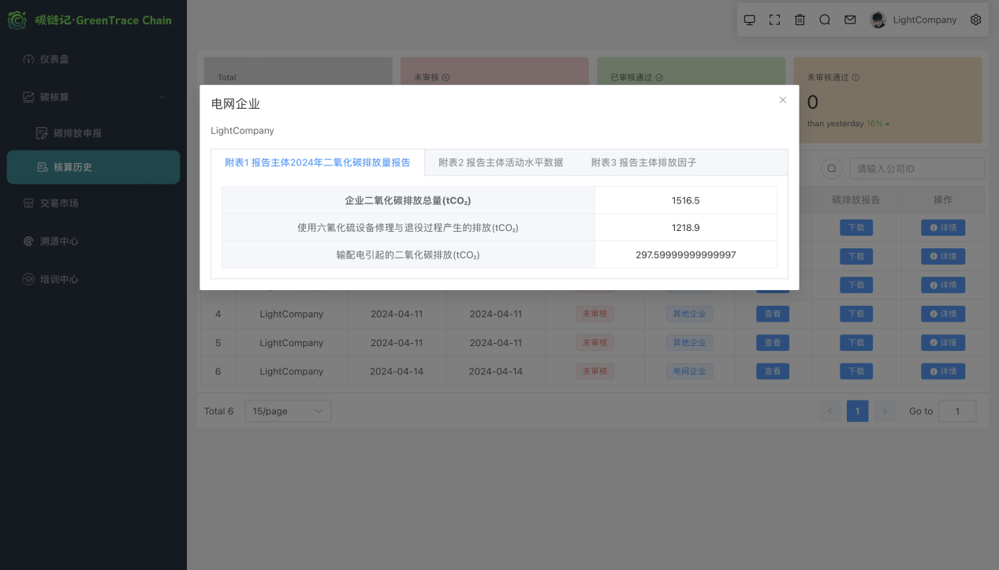 碳链记·GreenTrace Chain
仪表盘
碳核算
碳排放申报
核算历史
交易市场
溯源中心
培训中心
LightCompany
Total
未审核
已审核通过
未审核通过
0
than yesterday 16%
请输入公司ID
碳排放报告 操作
下载 详情
下载 详情
下载 详情
电网企业
LightCompany
附表1 报告主体2024年二氧化碳排放量报告 附表2 报告主体活动水平数据 附表3 报告主体排放因子
企业二氧化碳排放总量(tCO₂) 1516.5
使用六氟化硫设备修理与退役过程产生的排放(tCO₂) 1218.9
输配电引起的二氧化碳排放(tCO₂) 297.59999999999997
4 LightCompany 2024-04-11 2024-04-11 未审核 其他企业 查看 下载 详情
5 LightCompany 2024-04-11 2024-04-11 未审核 其他企业 查看 下载 详情
6 LightCompany 2024-04-14 2024-04-14 未审核 电网企业 查看 下载 详情
Total 6 15/page 1 Go to 1